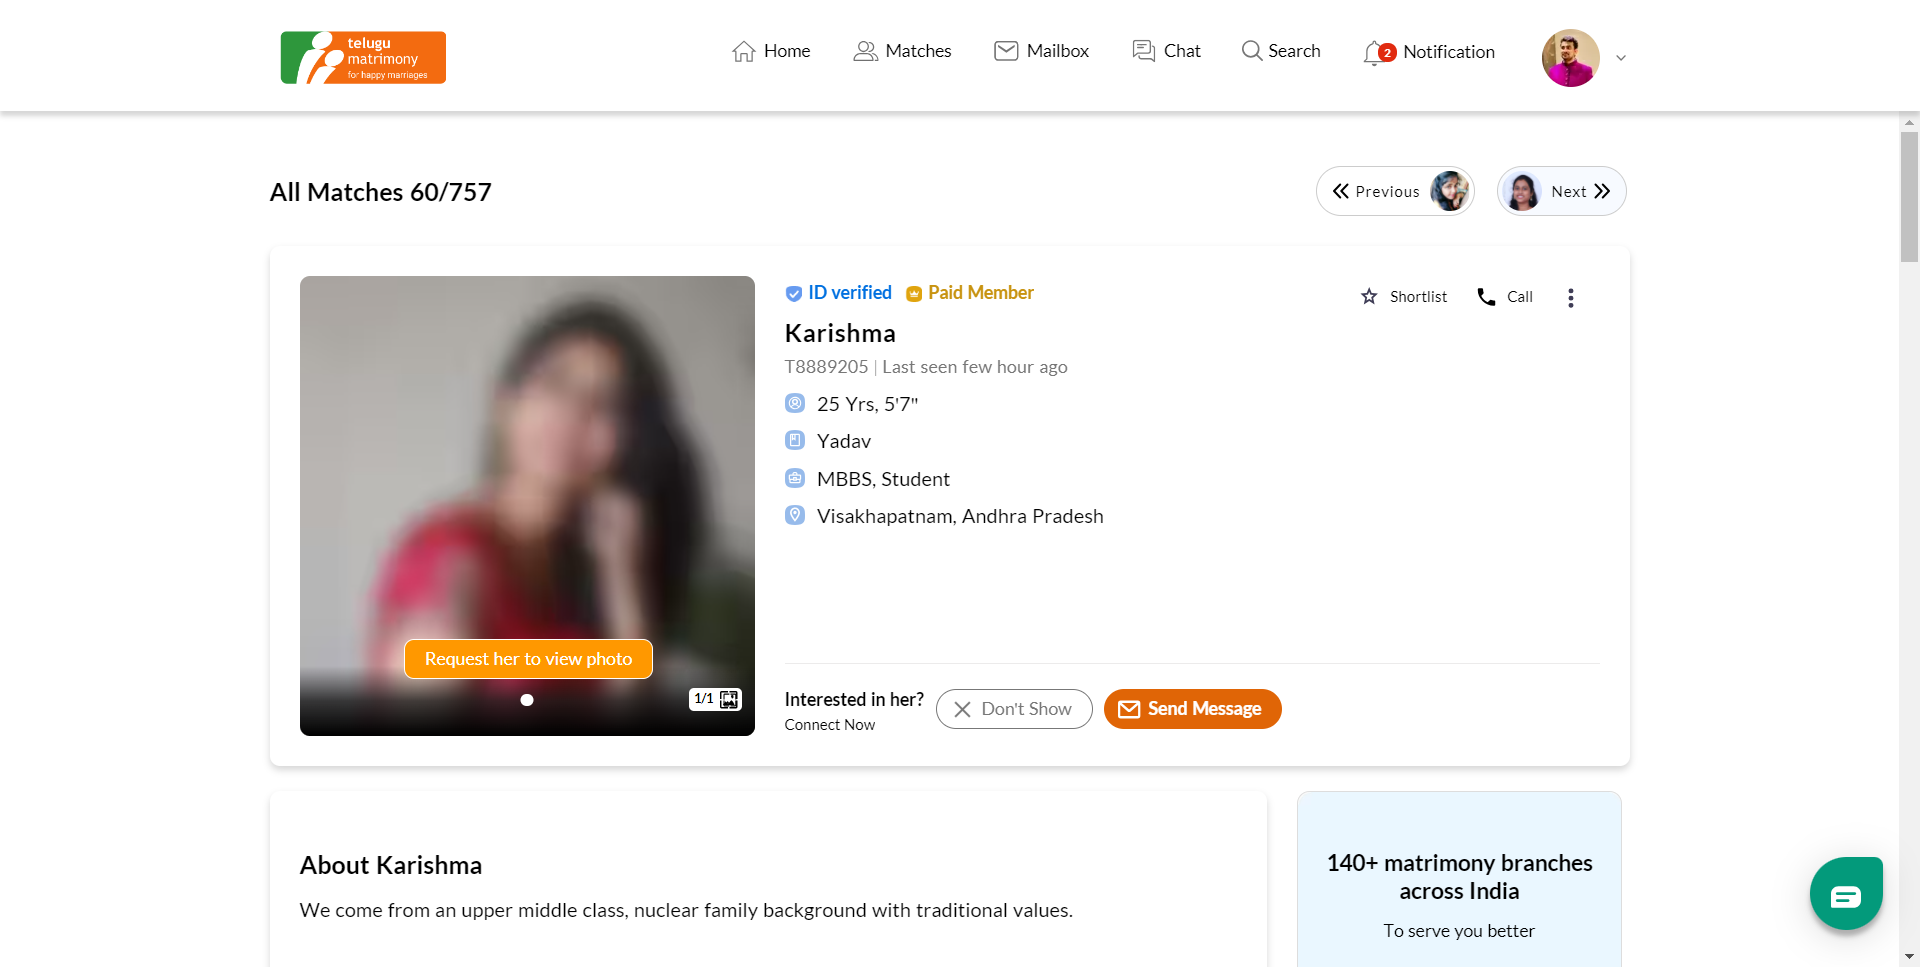 telugu
matrimony
for happy marriages
Home
Matches
Mailbox
Chat
Search
2
Notification
All Matches 60/757
Previous
Next
ID verified
Paid Member
Shortlist
Call
Karishma
T8889205 | Last seen few hour ago
25 Yrs, 5'7"
Yadav
MBBS, Student
Visakhapatnam, Andhra Pradesh
Request her to view photo
1/1
Interested in her?
Connect Now
Don't Show
Send Message
About Karishma
We come from an upper middle class, nuclear family background with traditional values.
140+ matrimony branches
across India
To serve you better